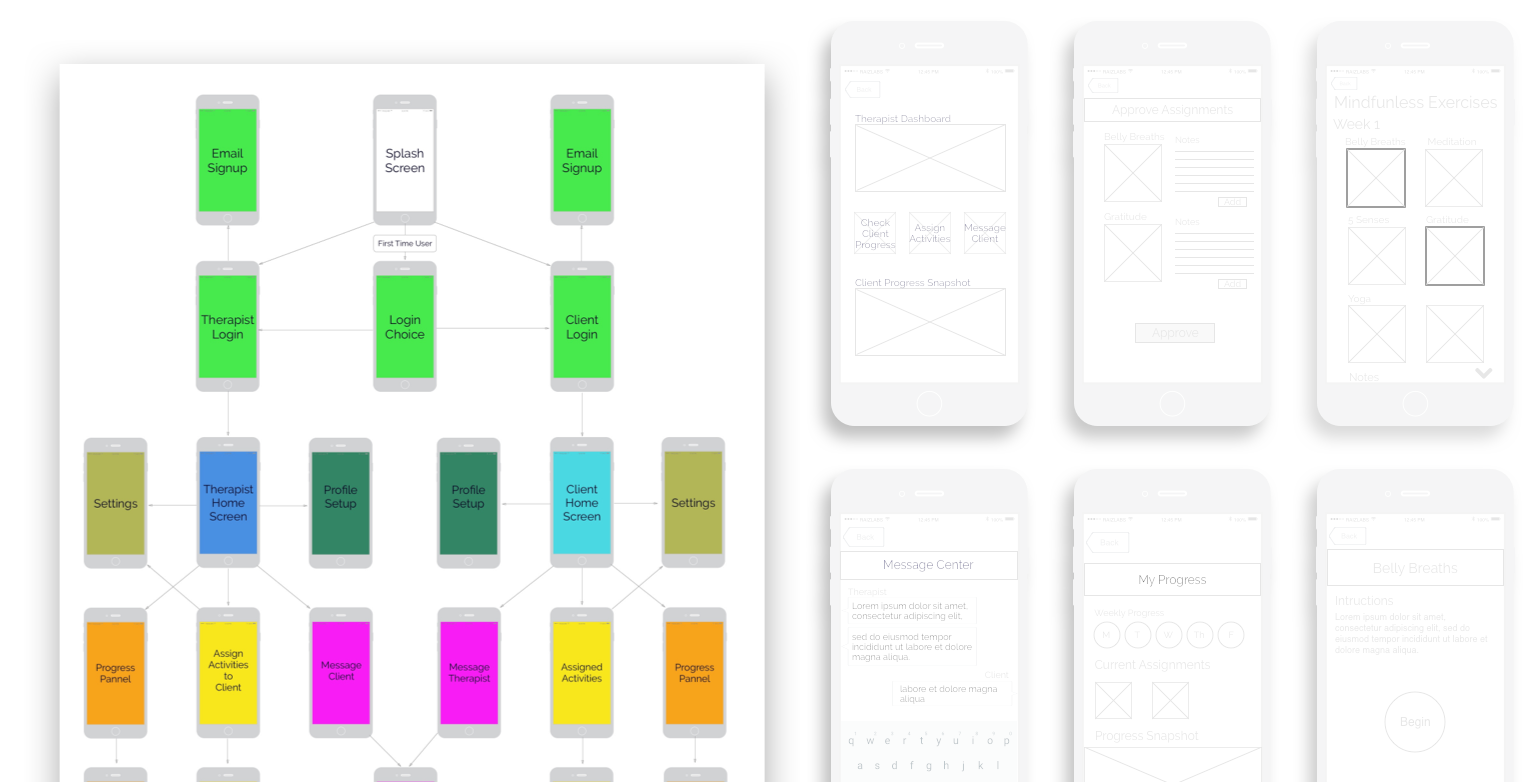 Email
Signup
Splash
Screen
Email
Signup
First Time User
Therapist
Login
Login
Choice
Client
Login
Settings
Therapist
Home
Screen
Profile
Setup
Profile
Setup
Client
Home
Screen
Settings
Progress
Pannel
Assign
Activities
to
Client
Message
Client
Message
Therapist
Assigned
Activities
Progress
Pannel
Therapist Dashboard
Check
Client
Progress
Assign
Activities
Message
Client
Client Progress Snapshot
Approve Assignments
Belly Breaths
Notes
Add
Gratitude
Notes
Add
Approve
Mindfunless Exercises
Week 1
Belly Breaths
Meditation
5 Senses
Gratitude
Yoga
Notes
Message Center
Therapist
Lorem ipsum dolor sit amet,
consectetur adipiscing elit,
sed do eiusmod tempor
incididunt ut labore et dolore
magna aliqua.
Client
labore et dolore magna
aliqua
q w e r t y u i o p
a s d f g h j k l
Back
My Progress
Weekly Progress
M T W Th F
Current Assignments
Progress Snapshot
Belly Breaths
Intructions
Lorem ipsum dolor sit amet,
consectetur adipiscing elit, sed do
eiusmod tempor incididunt ut labore et
dolore magna aliqua.
Begin